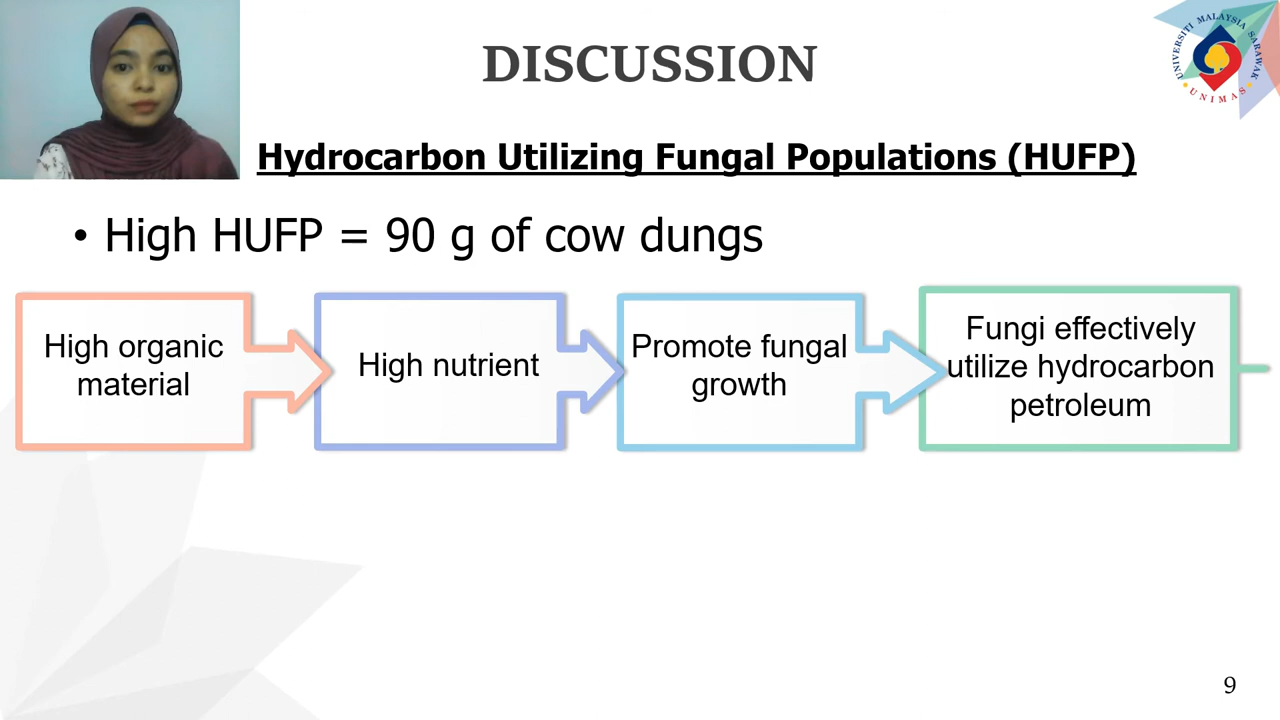 DISCUSSION
UNIVERSITI MALAYSIA SARAWAK
UNIMAS
Hydrocarbon Utilizing Fungal Populations (HUFP)
• High HUFP = 90 g of cow dungs
High organic
material
High nutrient
Promote fungal
growth
Fungi effectively
utilize hydrocarbon
petroleum
9